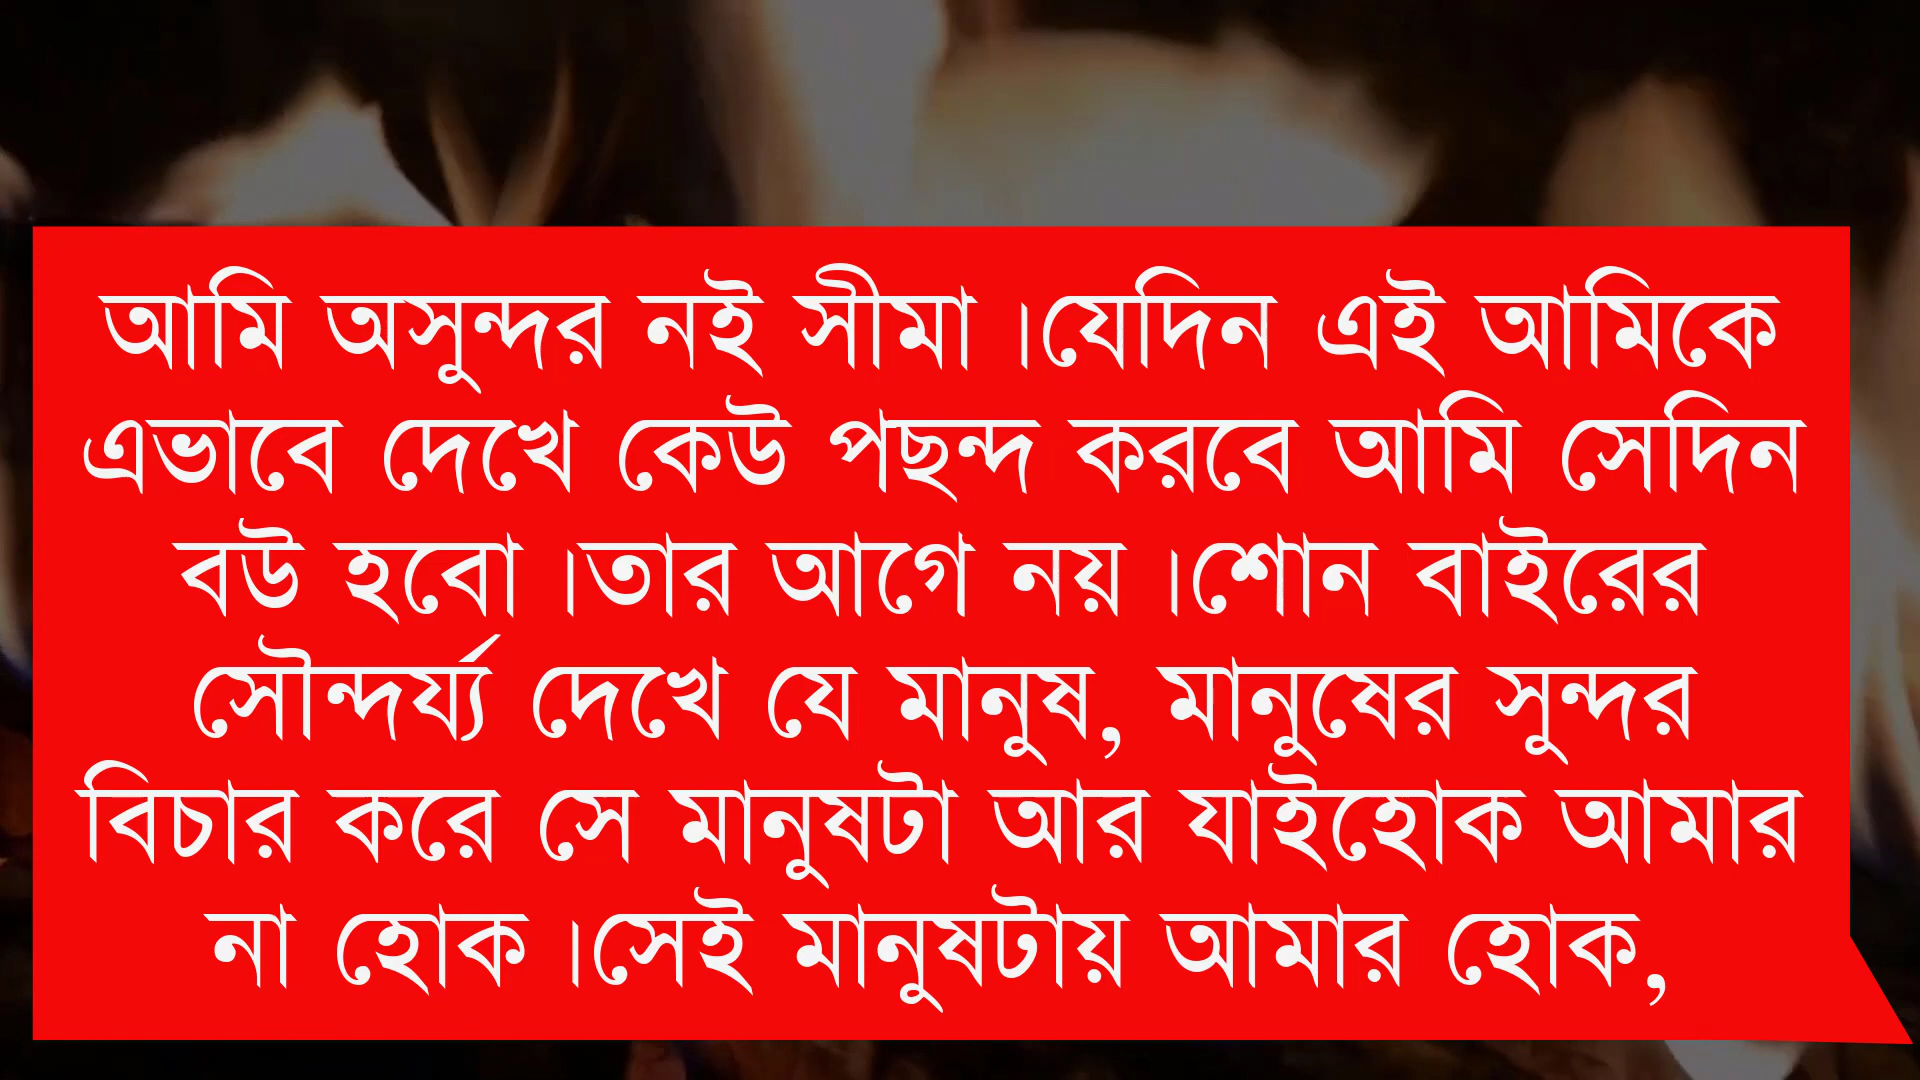 আমি অসুন্দর নই সীমা ।যেদিন এই আমিকে
এভাবে দেখে কেউ পছন্দ করবে আমি সেদিন
বউ হবো ।তার আগে নয় ।শোন বাইরের
সৌন্দর্য্য দেখে যে মানুষ, মানুষের সুন্দর
বিচার করে সে মানুষটা আর যাইহোক আমার
না হোক ।সেই মানুষটায় আমার হোক,